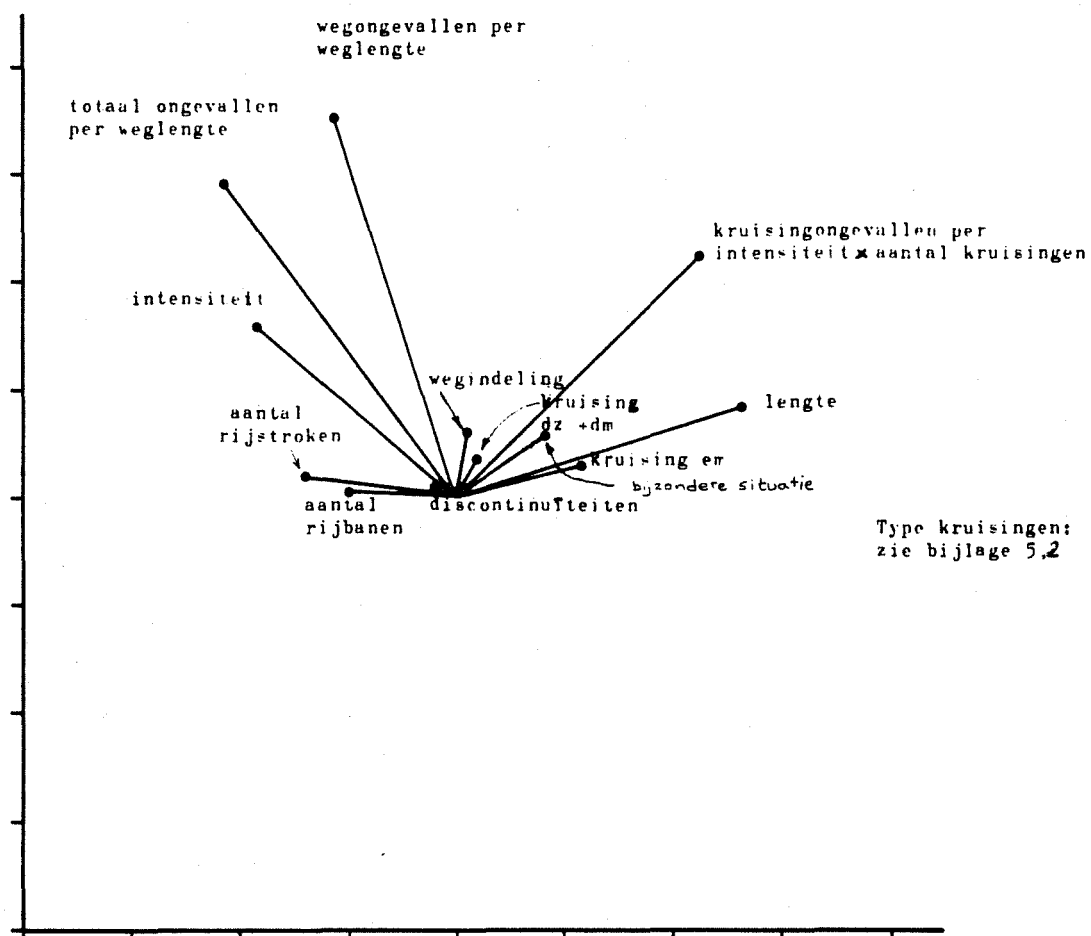 wegongevallen per
weglengte
totaal ongevallen
per weglengte
kruisingongevallen per
intensiteit x aantal kruisingen
intensiteit
wegindeling
kruising
dz +dm
lengte
aantal
rijstroken
kruising em
bijzondere situatie
aantal
rijbanen
discontinuïteiten
Type kruisingen:
zie bijlage 5.2